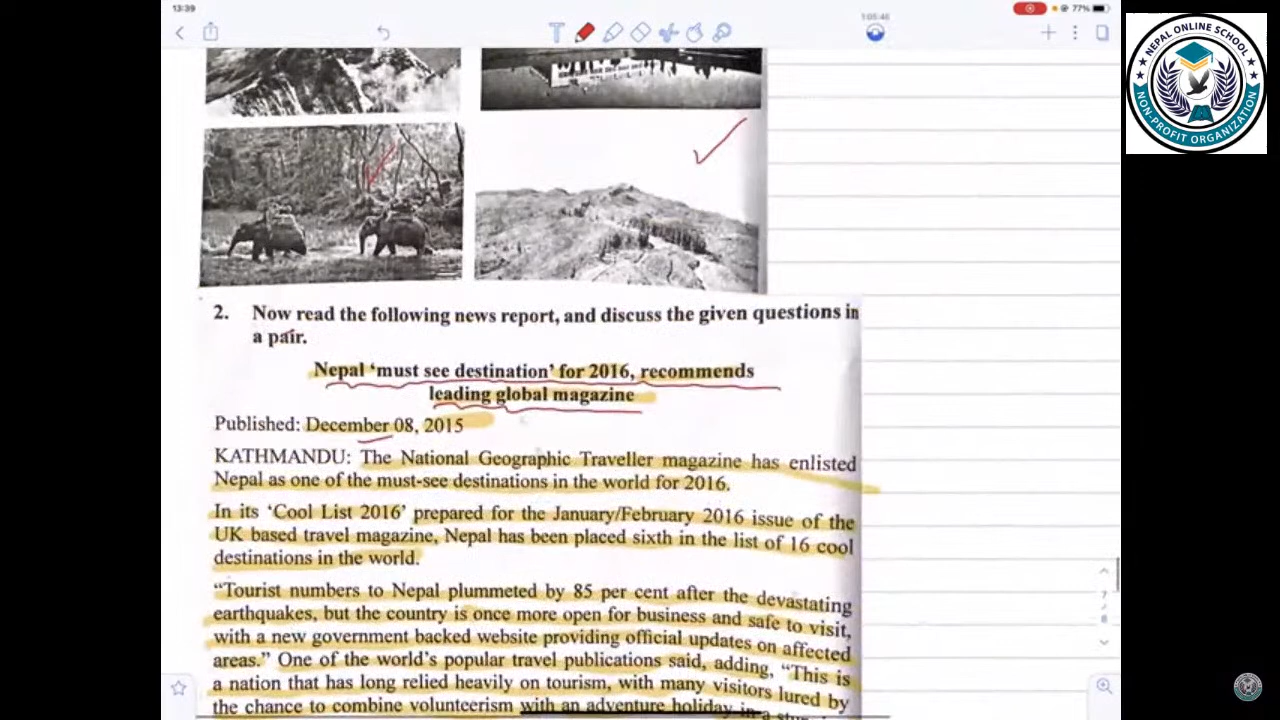 13:39
1:05:46
77%
NEPAL ONLINE SCHOOL
NON-PROFIT ORGANIZATION
2. Now read the following news report, and discuss the given questions in
a pair.
Nepal ‘must see destination’ for 2016, recommends
leading global magazine
Published: December 08, 2015
KATHMANDU: The National Geographic Traveller magazine has enlisted
Nepal as one of the must-see destinations in the world for 2016.
In its ‘Cool List 2016’ prepared for the January/February 2016 issue of the
UK based travel magazine, Nepal has been placed sixth in the list of 16 cool
destinations in the world.
“Tourist numbers to Nepal plummeted by 85 per cent after the devastating
earthquakes, but the country is once more open for business and safe to visit,
with a new government backed website providing official updates on affected
areas.” One of the world’s popular travel publications said, adding, “This is
a nation that has long relied heavily on tourism, with many visitors lured by
the chance to combine volunteerism with an adventure holiday in a